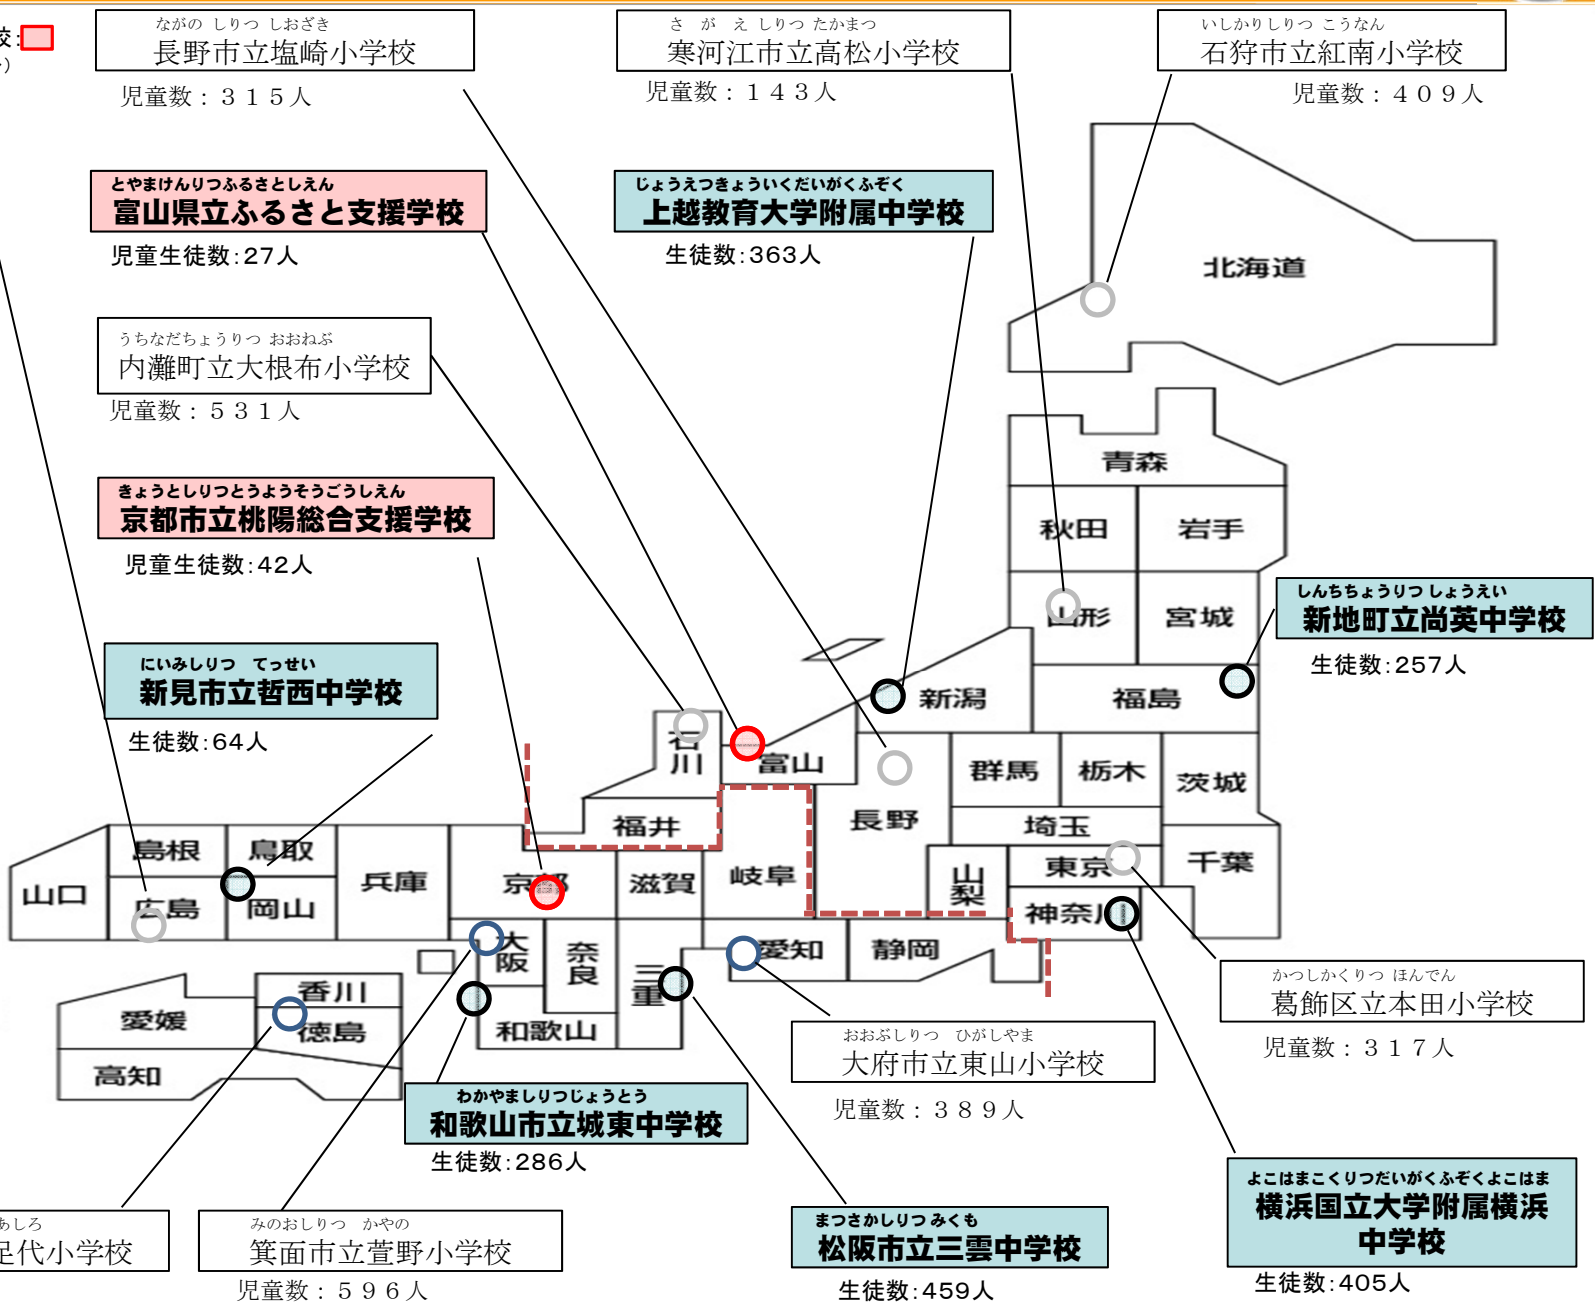 校:
ながの しりつ しおざき
長野市立塩崎小学校
児童数：３１５人
さ が え しりつ たかまつ
寒河江市立高松小学校
児童数：１４３人
いしかりしりつ こうなん
石狩市立紅南小学校
児童数：４０９人
とやまけんりつふるさとしえん
富山県立ふるさと支援学校
児童生徒数:27人
じょうえつきょういくだいがくふぞく
上越教育大学附属中学校
生徒数:363人
北海道
うちなだちょうりつ おおねぶ
内灘町立大根布小学校
児童数：５３１人
青森
きょうとしりつとうようそうごうしえん
京都市立桃陽総合支援学校
児童生徒数:42人
秋田
岩手
山形
宮城
しんちちょうりつ しょうえい
新地町立尚英中学校
生徒数:257人
にいみしりつ てっせい
新見市立哲西中学校
生徒数:64人
新潟
福島
石川
富山
群馬
栃木
茨城
長野
福井
埼玉
島根
鳥取
兵庫
京都
滋賀
岐阜
山梨
東京
千葉
山口
広島
岡山
神奈川
大阪
奈良
三重
愛知
静岡
香川
愛媛
徳島
和歌山
高知
かつしかくりつ ほんでん
葛飾区立本田小学校
児童数：３１７人
おおぶしりつ ひがしやま
大府市立東山小学校
児童数：３８９人
わかやましりつじょうとう
和歌山市立城東中学校
生徒数:286人
よこはまこくりつだいがくふぞくよこはま
横浜国立大学附属横浜
中学校
生徒数:405人
あしろ
足代小学校
みのおしりつ かやの
箕面市立萱野小学校
児童数：５９６人
まつさかしりつ みくも
松阪市立三雲中学校
生徒数:459人